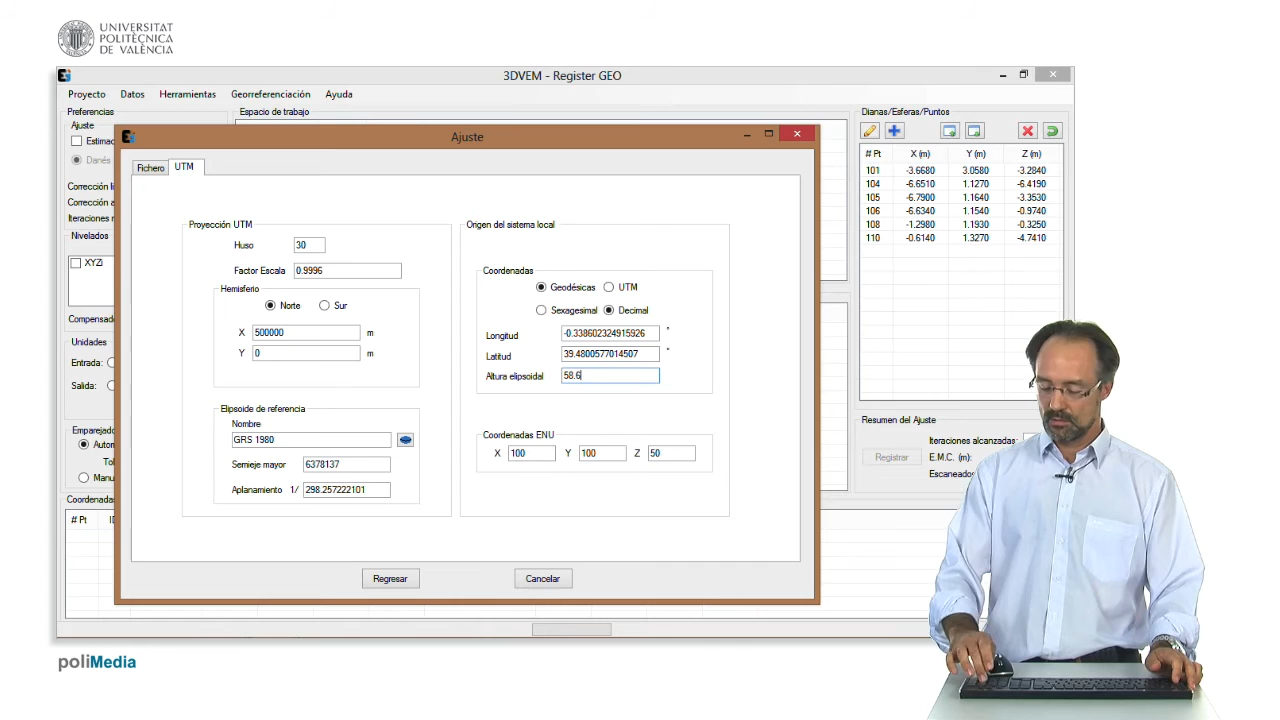 UNIVERSITAT
POLITÈCNICA
DE VALÈNCIA
3DVEM - Register GEO
Proyecto Datos Herramientas Georreferenciación Ayuda
Preferencias
Espacio de trabajo
Dianas/Esferas/Puntos
Ajuste
Danés
Iteraciones
Nivelados
XYZi
Unidades
Entrada:
Salida:
Coordenadas
# Pt
# Pt X (m) Y (m) Z (m)
101 -3.6680 3.0580 -3.2840
104 -6.6510 1.1270 -6.4190
105 -6.7900 1.1640 -3.3530
106 -6.6340 1.1540 -0.9740
108 -1.2980 1.1930 -0.3250
110 -0.6140 1.3270 -4.7410
Resumen del Ajuste
Iteraciones alcanzadas:
Registrar
E.M.C. (m):
Ajuste
Fichero UTM
Proyección UTM
Huso 30
Factor Escala 0.9996
Hemisferio
Norte Sur
X 500000 m
Y 0 m
Elipsoide de referencia
Nombre
GRS 1980
Semieje mayor 6378137
Aplanamiento 1/ 298.257222101
Origen del sistema local
Coordenadas
Geodésicas UTM
Sexagesimal Decimal
Longitud -0.338602324915926 °
Latitud 39.4800577014507 °
Altura elipsoidal 58.6
Coordenadas ENU
X 100 Y 100 Z 50
Regresar Cancelar
poliMedia